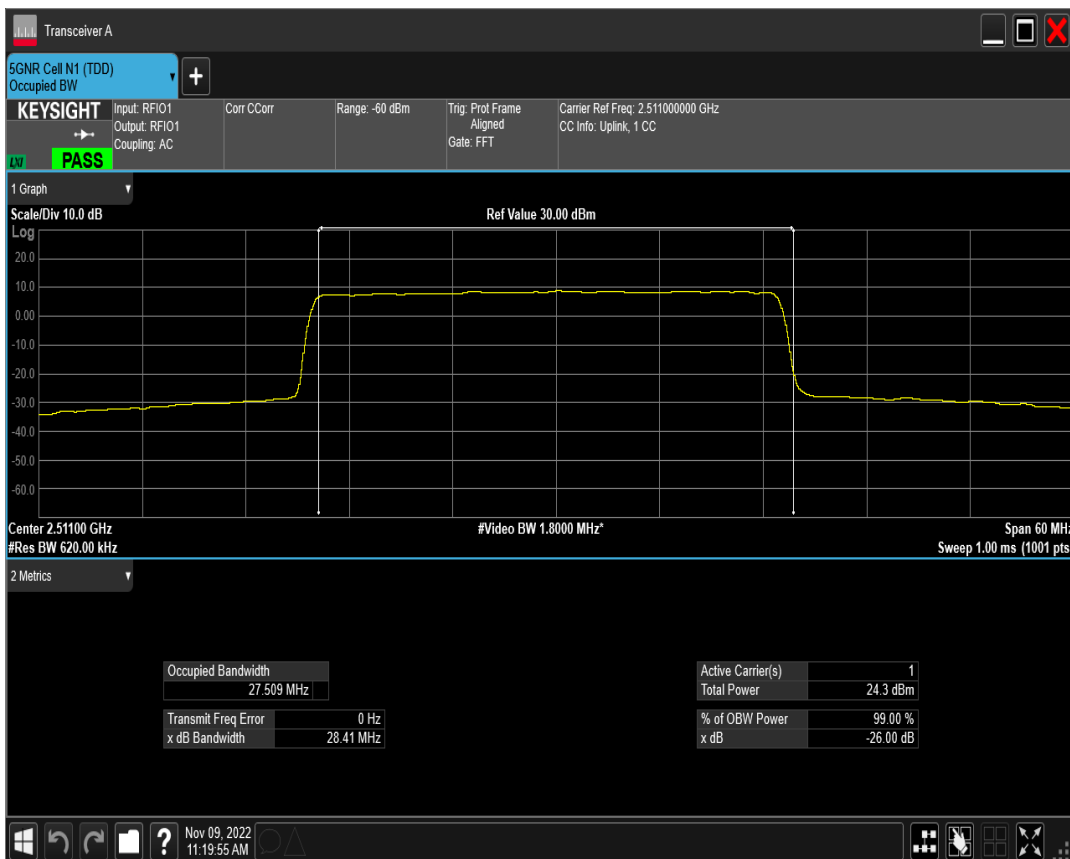 Transceiver A
5GNR Cell N1 (TDD)
Occupied BW
+
KEYSIGHT
LXI
PASS
Input: RFIO1
Output: RFIO1
Coupling: AC
Corr CCorr
Range: -60 dBm
Trig: Prot Frame
Aligned
Gate: FFT
Carrier Ref Freq: 2.511000000 GHz
CC Info: Uplink, 1 CC
1 Graph
Scale/Div 10.0 dB
Ref Value 30.00 dBm
Log
20.0
10.0
0.00
-10.0
-20.0
-30.0
-40.0
-50.0
-60.0
Center 2.51100 GHz
#Video BW 1.8000 MHz*
Span 60 MHz
#Res BW 620.00 kHz
Sweep 1.00 ms (1001 pts
2 Metrics
Occupied Bandwidth
27.509 MHz
Transmit Freq Error 0 Hz
x dB Bandwidth 28.41 MHz
Active Carrier(s) 1
Total Power 24.3 dBm
% of OBW Power 99.00 %
x dB -26.00 dB
?
Nov 09, 2022
11:19:55 AM